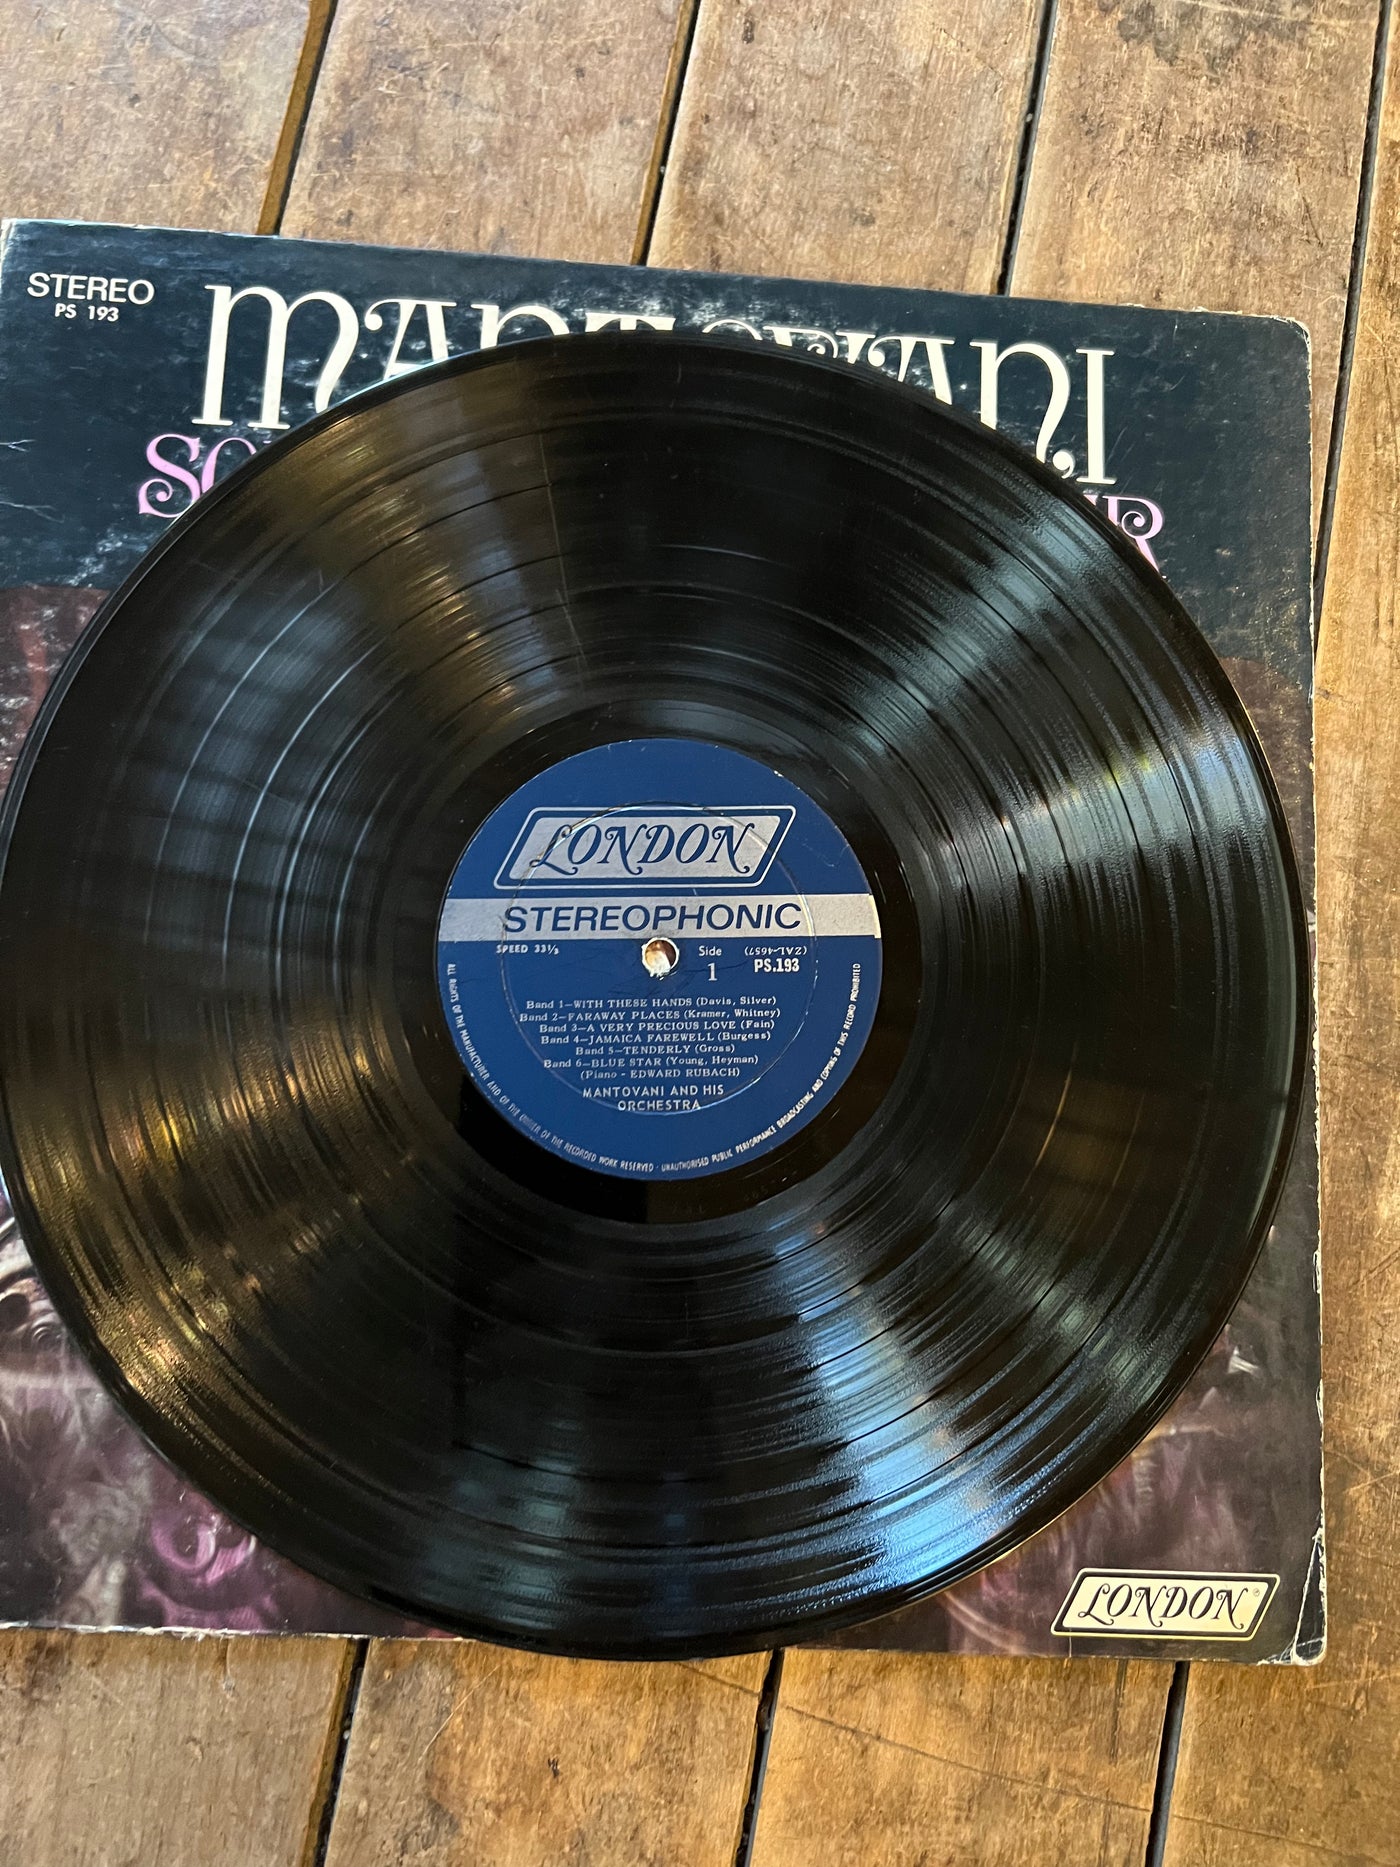 STEREO
PS 193
LONDON
STEREOPHONIC
SPEED 33⅓
Side
1
(ZAL-4657)
PS.193
Band 1—WITH THESE HANDS (Davis, Silver)
Band 2—FARAWAY PLACES (Kramer, Whitney)
Band 3—A VERY PRECIOUS LOVE (Fain)
Band 4—JAMAICA FAREWELL (Burgess)
Band 5—TENDERLY (Gross)
Band 6—BLUE STAR (Young, Heyman)
(Piano - EDWARD RUBACH)
MANTOVANI AND HIS
ORCHESTRA
ALL RIGHTS OF THE MANUFACTURER AND OF THE OWNER OF THE RECORDED WORK RESERVED · UNAUTHORISED PUBLIC PERFORMANCE BROADCASTING AND COPYING OF THIS RECORD PROHIBITED
LONDON®